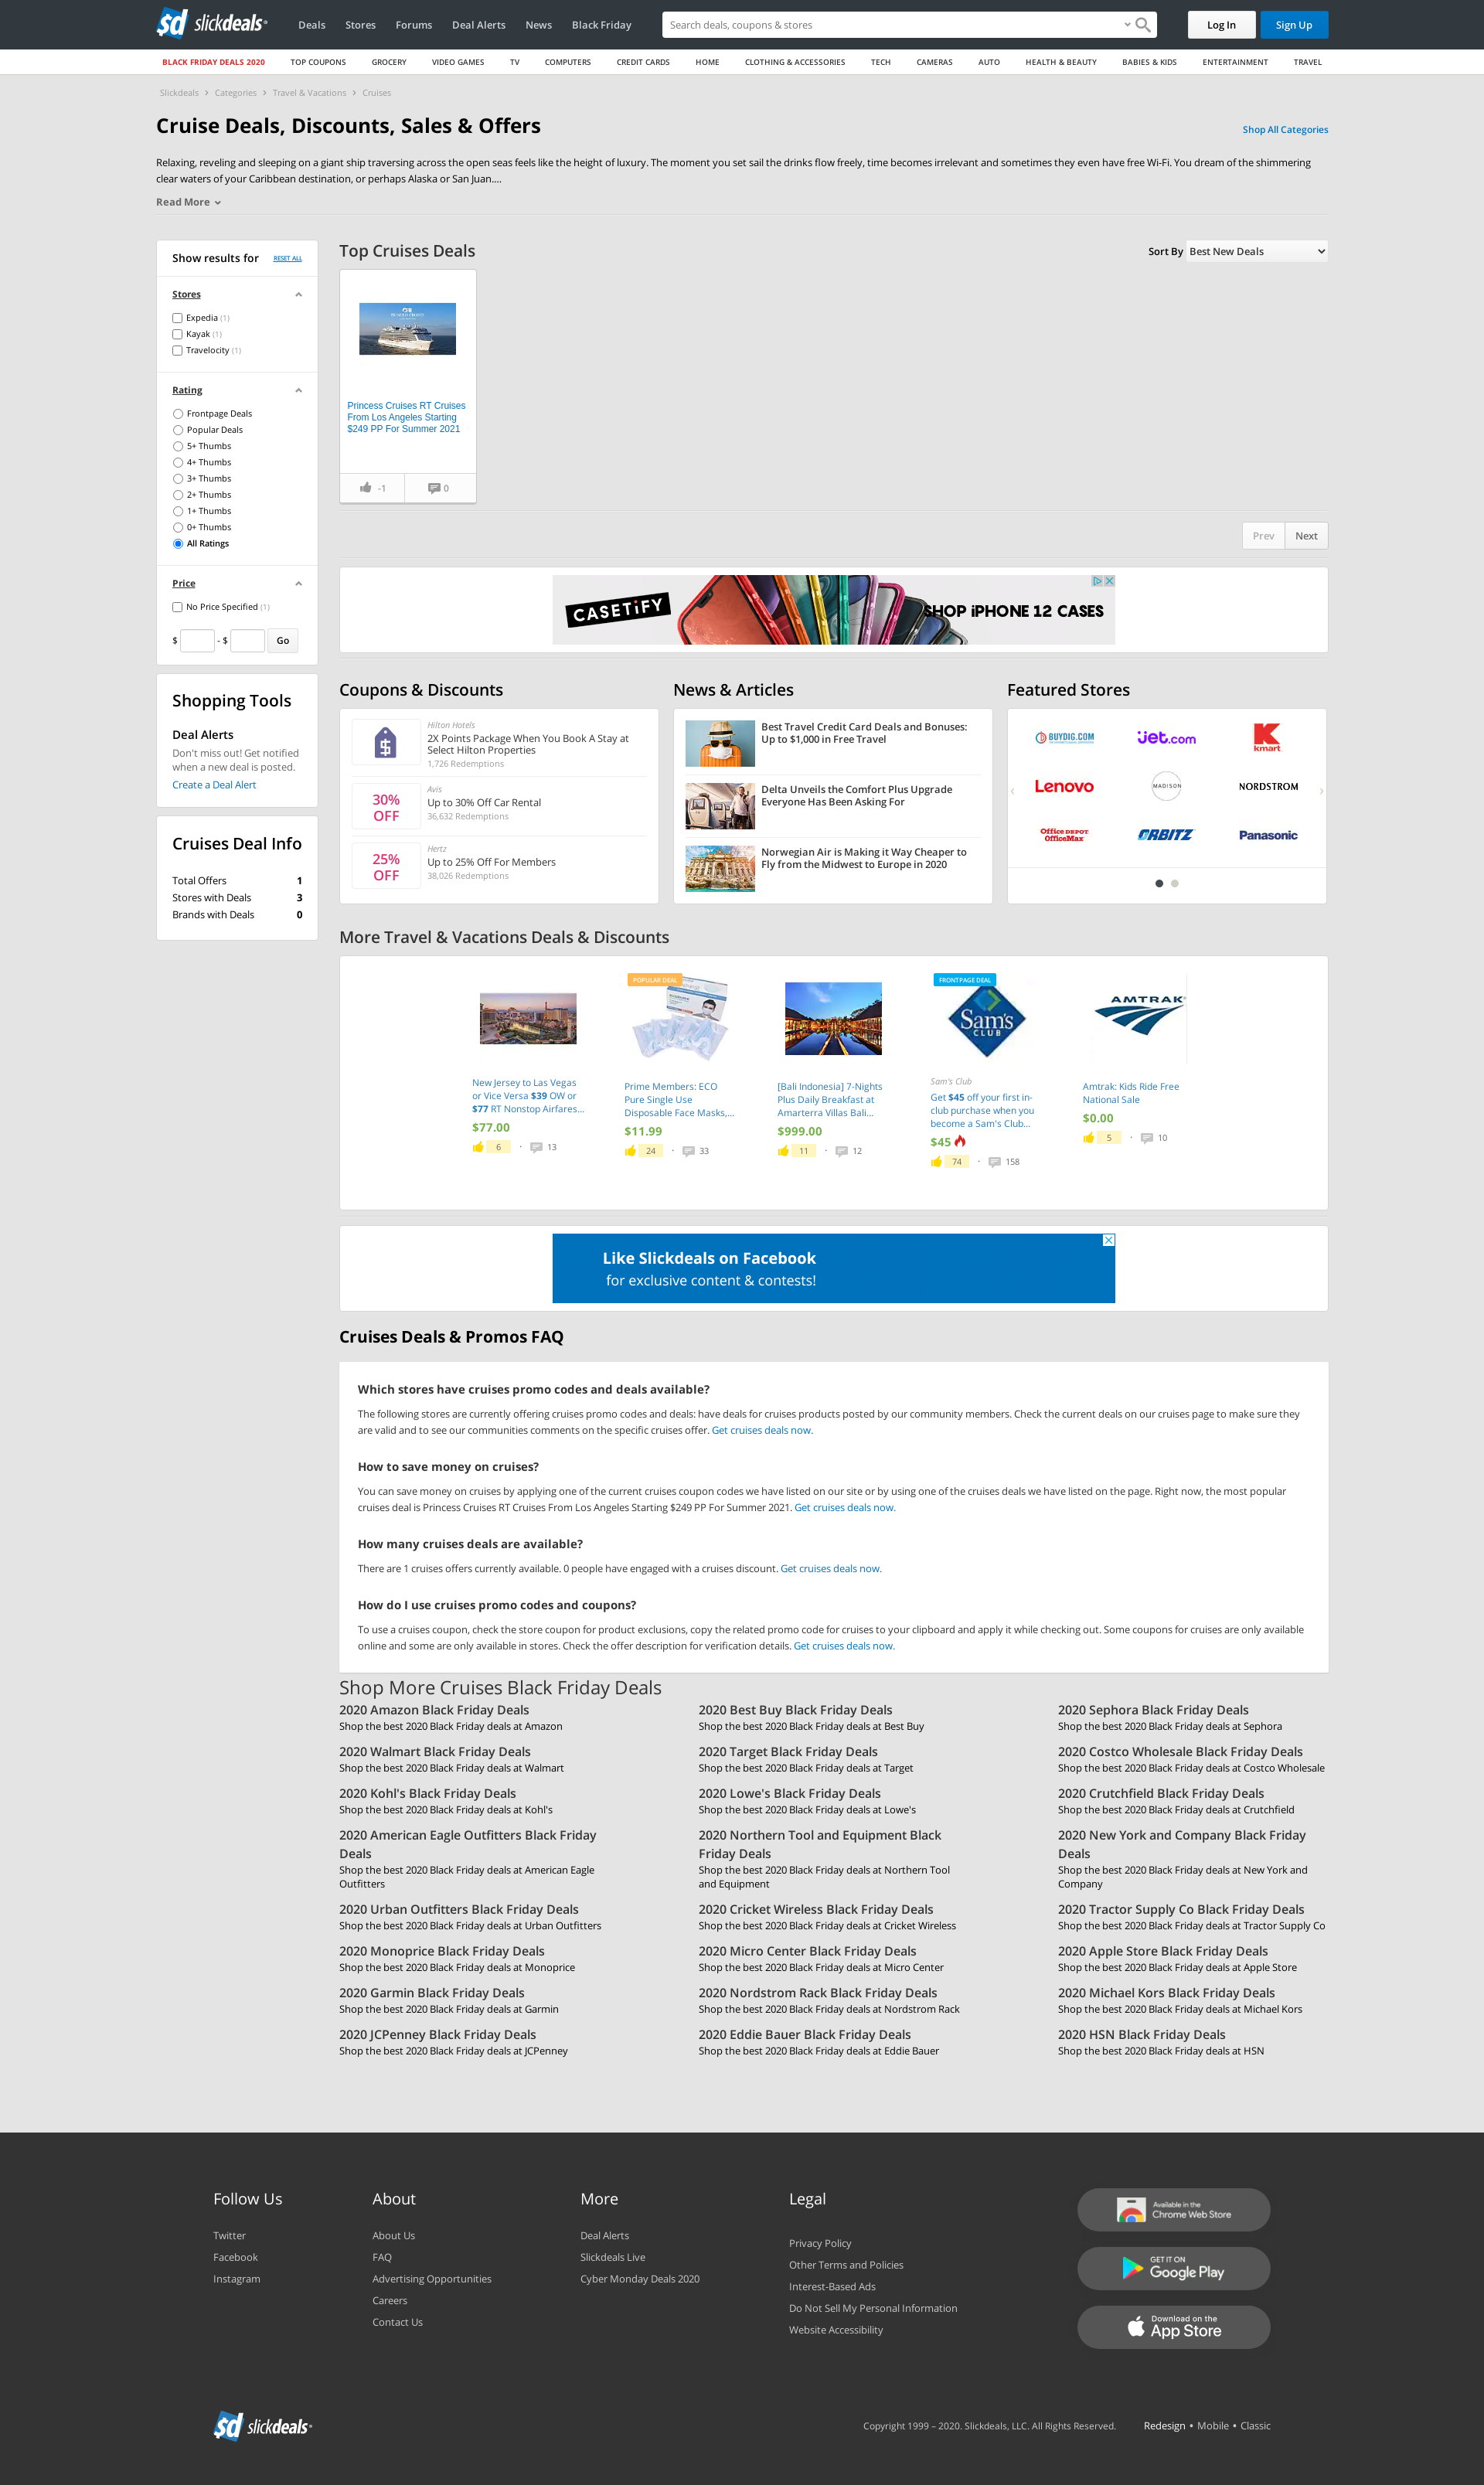 slickdeals
Deals Stores Forums Deal Alerts News Black Friday
Search deals, coupons & stores
Log In
Sign Up
BLACK FRIDAY DEALS 2020 TOP COUPONS GROCERY VIDEO GAMES TV COMPUTERS CREDIT CARDS HOME CLOTHING & ACCESSORIES TECH CAMERAS AUTO HEALTH & BEAUTY BABIES & KIDS ENTERTAINMENT TRAVEL
Slickdeals > Categories > Travel & Vacations > Cruises
Cruise Deals, Discounts, Sales & Offers
Shop All Categories
Relaxing, reveling and sleeping on a giant ship traversing across the open seas feels like the height of luxury. The moment you set sail the drinks flow freely, time becomes irrelevant and sometimes they even have free Wi-Fi. You dream of the shimmering
clear waters of your Caribbean destination, or perhaps Alaska or San Juan....
Read More
Show results for RESET ALL
Stores
Expedia (1)
Kayak (1)
Travelocity (1)
Rating
Frontpage Deals
Popular Deals
5+ Thumbs
4+ Thumbs
3+ Thumbs
2+ Thumbs
1+ Thumbs
0+ Thumbs
All Ratings
Price
No Price Specified (1)
$ - $ Go
Shopping Tools
Deal Alerts
Don't miss out! Get notified
when a new deal is posted.
Create a Deal Alert
Cruises Deal Info
Total Offers 1
Stores with Deals 3
Brands with Deals 0
Top Cruises Deals
Sort By Best New Deals
Princess Cruises RT Cruises
From Los Angeles Starting
$249 PP For Summer 2021
-1
0
Prev
Next
CASETiFY
SHOP iPHONE 12 CASES
Coupons & Discounts
Hilton Hotels
2X Points Package When You Book A Stay at
Select Hilton Properties
1,726 Redemptions
30%
OFF
Avis
Up to 30% Off Car Rental
36,632 Redemptions
25%
OFF
Hertz
Up to 25% Off For Members
38,026 Redemptions
News & Articles
Best Travel Credit Card Deals and Bonuses:
Up to $1,000 in Free Travel
Delta Unveils the Comfort Plus Upgrade
Everyone Has Been Asking For
Norwegian Air is Making it Way Cheaper to
Fly from the Midwest to Europe in 2020
Featured Stores
BUYDIG.COM
jet.com
kmart
Lenovo
MADISON
NORDSTROM
Office DEPOT
OfficeMax
ORBITZ
Panasonic
More Travel & Vacations Deals & Discounts
New Jersey to Las Vegas
or Vice Versa $39 OW or
$77 RT Nonstop Airfares...
$77.00
6 · 13
POPULAR DEAL
Prime Members: ECO
Pure Single Use
Disposable Face Masks,...
$11.99
24 · 33
[Bali Indonesia] 7-Nights
Plus Daily Breakfast at
Amarterra Villas Bali...
$999.00
11 · 12
FRONTPAGE DEAL
Sam's
CLUB
Sam's Club
Get $45 off your first in-
club purchase when you
become a Sam's Club...
$45
74 · 158
AMTRAK
Amtrak: Kids Ride Free
National Sale
$0.00
5 · 10
Like Slickdeals on Facebook
for exclusive content & contests!
Cruises Deals & Promos FAQ
Which stores have cruises promo codes and deals available?
The following stores are currently offering cruises promo codes and deals: have deals for cruises products posted by our community members. Check the current deals on our cruises page to make sure they
are valid and to see our communities comments on the specific cruises offer. Get cruises deals now.
How to save money on cruises?
You can save money on cruises by applying one of the current cruises coupon codes we have listed on our site or by using one of the cruises deals we have listed on the page. Right now, the most popular
cruises deal is Princess Cruises RT Cruises From Los Angeles Starting $249 PP For Summer 2021. Get cruises deals now.
How many cruises deals are available?
There are 1 cruises offers currently available. 0 people have engaged with a cruises discount. Get cruises deals now.
How do I use cruises promo codes and coupons?
To use a cruises coupon, check the store coupon for product exclusions, copy the related promo code for cruises to your clipboard and apply it while checking out. Some coupons for cruises are only available
online and some are only available in stores. Check the offer description for verification details. Get cruises deals now.
Shop More Cruises Black Friday Deals
2020 Amazon Black Friday Deals
Shop the best 2020 Black Friday deals at Amazon
2020 Best Buy Black Friday Deals
Shop the best 2020 Black Friday deals at Best Buy
2020 Sephora Black Friday Deals
Shop the best 2020 Black Friday deals at Sephora
2020 Walmart Black Friday Deals
Shop the best 2020 Black Friday deals at Walmart
2020 Target Black Friday Deals
Shop the best 2020 Black Friday deals at Target
2020 Costco Wholesale Black Friday Deals
Shop the best 2020 Black Friday deals at Costco Wholesale
2020 Kohl's Black Friday Deals
Shop the best 2020 Black Friday deals at Kohl's
2020 Lowe's Black Friday Deals
Shop the best 2020 Black Friday deals at Lowe's
2020 Crutchfield Black Friday Deals
Shop the best 2020 Black Friday deals at Crutchfield
2020 American Eagle Outfitters Black Friday
Deals
Shop the best 2020 Black Friday deals at American Eagle
Outfitters
2020 Northern Tool and Equipment Black
Friday Deals
Shop the best 2020 Black Friday deals at Northern Tool
and Equipment
2020 New York and Company Black Friday
Deals
Shop the best 2020 Black Friday deals at New York and
Company
2020 Urban Outfitters Black Friday Deals
Shop the best 2020 Black Friday deals at Urban Outfitters
2020 Cricket Wireless Black Friday Deals
Shop the best 2020 Black Friday deals at Cricket Wireless
2020 Tractor Supply Co Black Friday Deals
Shop the best 2020 Black Friday deals at Tractor Supply Co
2020 Monoprice Black Friday Deals
Shop the best 2020 Black Friday deals at Monoprice
2020 Micro Center Black Friday Deals
Shop the best 2020 Black Friday deals at Micro Center
2020 Apple Store Black Friday Deals
Shop the best 2020 Black Friday deals at Apple Store
2020 Garmin Black Friday Deals
Shop the best 2020 Black Friday deals at Garmin
2020 Nordstrom Rack Black Friday Deals
Shop the best 2020 Black Friday deals at Nordstrom Rack
2020 Michael Kors Black Friday Deals
Shop the best 2020 Black Friday deals at Michael Kors
2020 JCPenney Black Friday Deals
Shop the best 2020 Black Friday deals at JCPenney
2020 Eddie Bauer Black Friday Deals
Shop the best 2020 Black Friday deals at Eddie Bauer
2020 HSN Black Friday Deals
Shop the best 2020 Black Friday deals at HSN
Follow Us
Twitter
Facebook
Instagram
About
About Us
FAQ
Advertising Opportunities
Careers
Contact Us
More
Deal Alerts
Slickdeals Live
Cyber Monday Deals 2020
Legal
Privacy Policy
Other Terms and Policies
Interest-Based Ads
Do Not Sell My Personal Information
Website Accessibility
Available in the
Chrome Web Store
GET IT ON
Google Play
Download on the
App Store
slickdeals
Copyright 1999 – 2020. Slickdeals, LLC. All Rights Reserved.
Redesign • Mobile • Classic